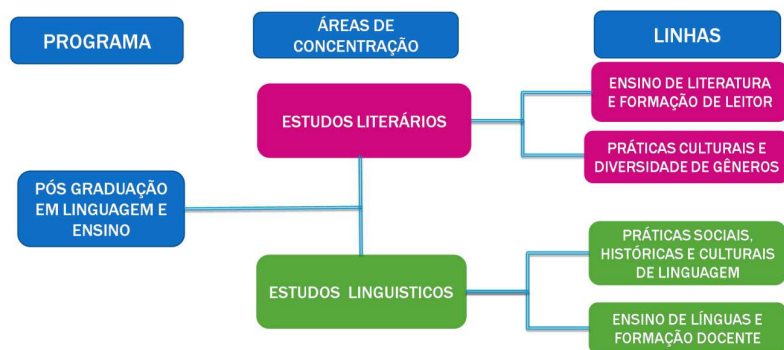 PROGRAMA
ÁREAS DE
CONCENTRAÇÃO
LINHAS
ESTUDOS LITERÁRIOS
ENSINO DE LITERATURA
E FORMAÇÃO DE LEITOR
PRÁTICAS CULTURAIS E
DIVERSIDADE DE GÊNEROS
PÓS GRADUAÇÃO
EM LINGUAGEM E
ENSINO
ESTUDOS LINGUISTICOS
PRÁTICAS SOCIAIS,
HISTÓRICAS E CULTURAIS
DE LINGUAGEM
ENSINO DE LÍNGUAS E
FORMAÇÃO DOCENTE